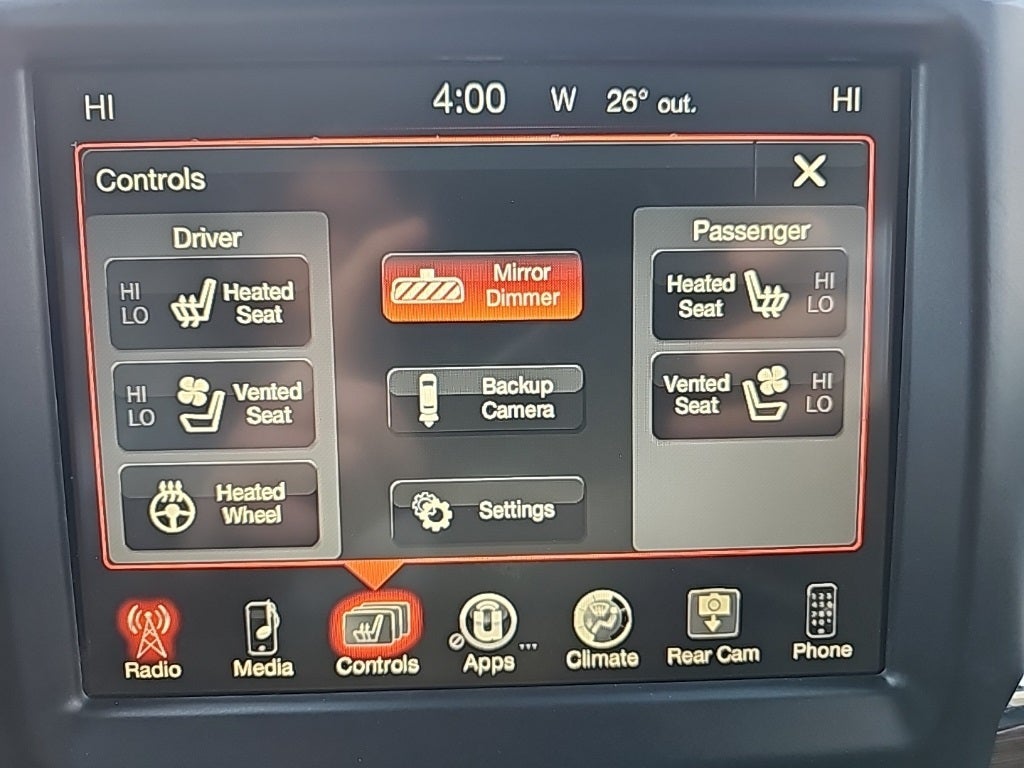 HI 4:00 W 26° out. HI
Controls
Driver
HI
LO
Heated
Seat
HI
LO
Vented
Seat
Heated
Wheel
Mirror
Dimmer
Backup
Camera
Settings
Passenger
Heated
Seat
HI
LO
Vented
Seat
HI
LO
Radio Media Controls Apps ... Climate Rear Cam Phone